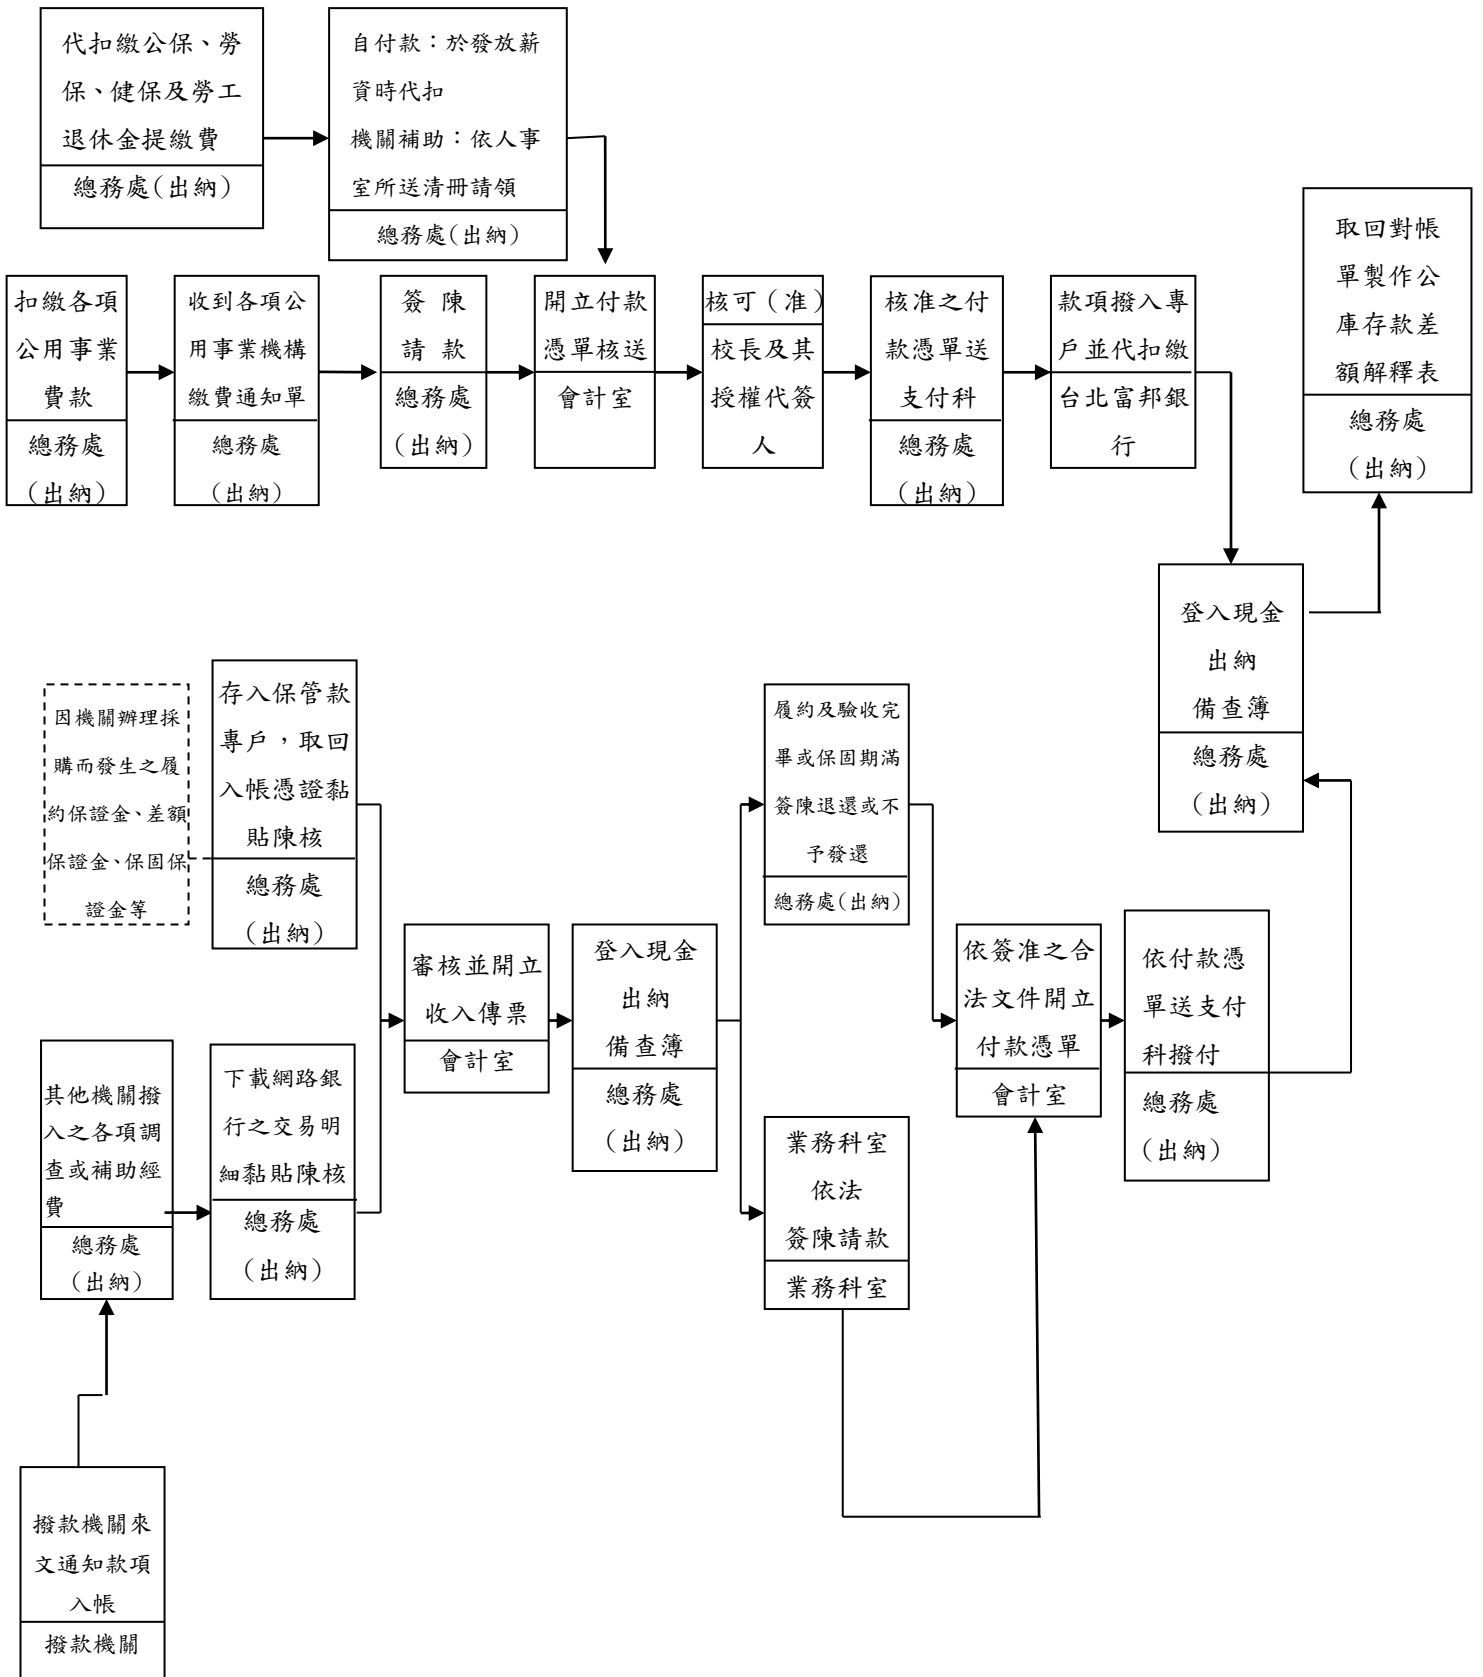 代扣繳公保、勞
保、健保及勞工
退休金提繳費
總務處(出納)
自付款：於發放薪
資時代扣
機關補助：依人事
室所送清冊請領
總務處(出納)
扣繳各項
公用事業
費款
總務處
(出納)
收到各項公
用事業機構
繳費通知單
總務處
(出納)
簽 陳
請 款
總務處
(出納)
開立付款
憑單核送
會計室
核可（准）
校長及其
授權代簽
人
核准之付
款憑單送
支付科
總務處
(出納)
款項撥入專
戶並代扣繳
台北富邦銀
行
取回對帳
單製作公
庫存款差
額解釋表
總務處
(出納)
登入現金
出納
備查簿
總務處
(出納)
因機關辦理採
購而發生之履
約保證金、差額
保證金、保固保
證金等
存入保管款
專戶，取回
入帳憑證黏
貼陳核
總務處
(出納)
審核並開立
收入傳票
會計室
登入現金
出納
備查簿
總務處
(出納)
履約及驗收完
畢或保固期滿
簽陳退還或不
予發還
總務處(出納)
依簽准之合
法文件開立
付款憑單
會計室
依付款憑
單送支付
科撥付
總務處
(出納)
其他機關撥
入之各項調
查或補助經
費
總務處
(出納)
下載網路銀
行之交易明
細黏貼陳核
總務處
(出納)
業務科室
依法
簽陳請款
業務科室
撥款機關來
文通知款項
入帳
撥款機關